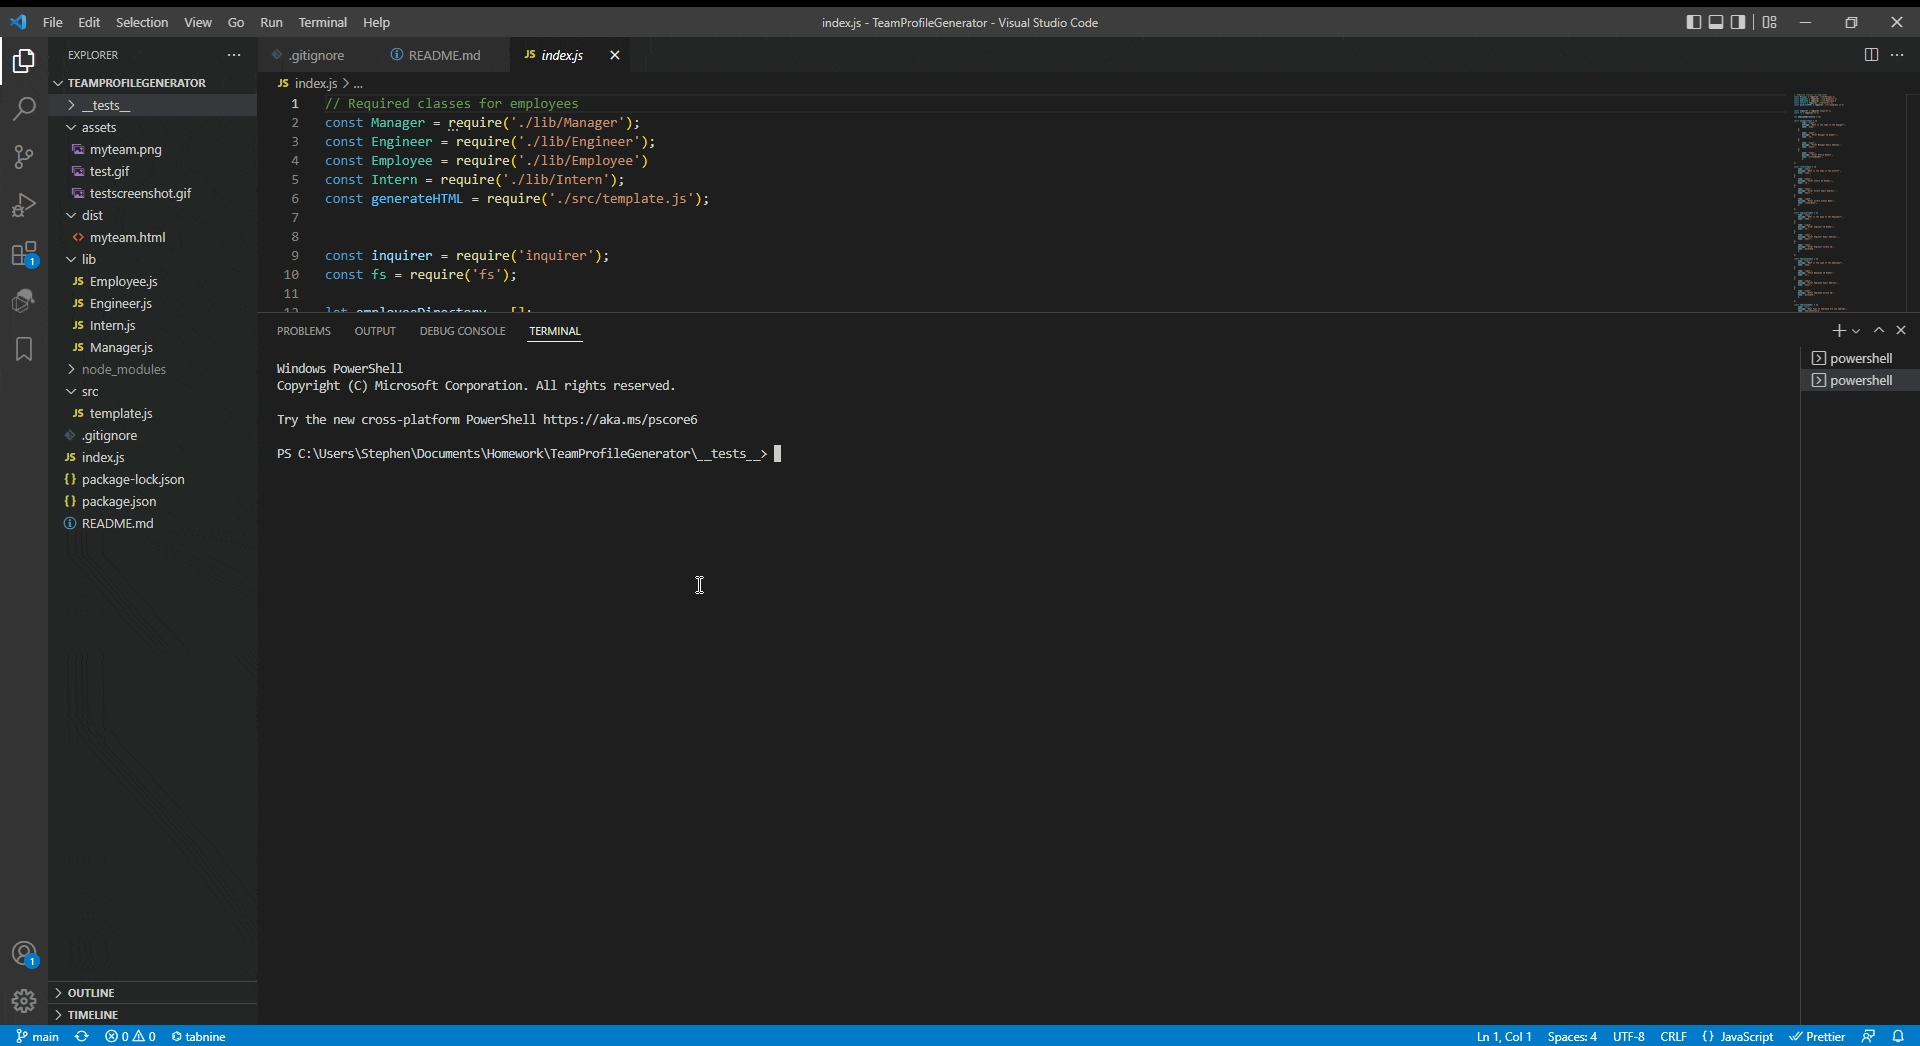 File Edit Selection View Go Run Terminal Help
index.js - TeamProfileGenerator - Visual Studio Code
EXPLORER
TEAMPROFILEGENERATOR
__tests__
assets
myteam.png
test.gif
testscreenshot.gif
dist
myteam.html
lib
JS Employee.js
JS Engineer.js
JS Intern.js
JS Manager.js
node_modules
src
JS template.js
.gitignore
JS index.js
{} package-lock.json
{} package.json
README.md
OUTLINE
TIMELINE
1
1
.gitignore
README.md
JS index.js
JS index.js > ...
1 // Required classes for employees
2 const Manager = require('./lib/Manager');
3 const Engineer = require('./lib/Engineer');
4 const Employee = require('./lib/Employee')
5 const Intern = require('./lib/Intern');
6 const generateHTML = require('./src/template.js');
7
8
9 const inquirer = require('inquirer');
10 const fs = require('fs');
11
PROBLEMS OUTPUT DEBUG CONSOLE TERMINAL
Windows PowerShell
Copyright (C) Microsoft Corporation. All rights reserved.
Try the new cross-platform PowerShell https://aka.ms/pscore6
PS C:\Users\Stephen\Documents\Homework\TeamProfileGenerator\__tests__>
powershell
powershell
main 0 0 tabnine
Ln 1, Col 1 Spaces: 4 UTF-8 CRLF {} JavaScript Prettier